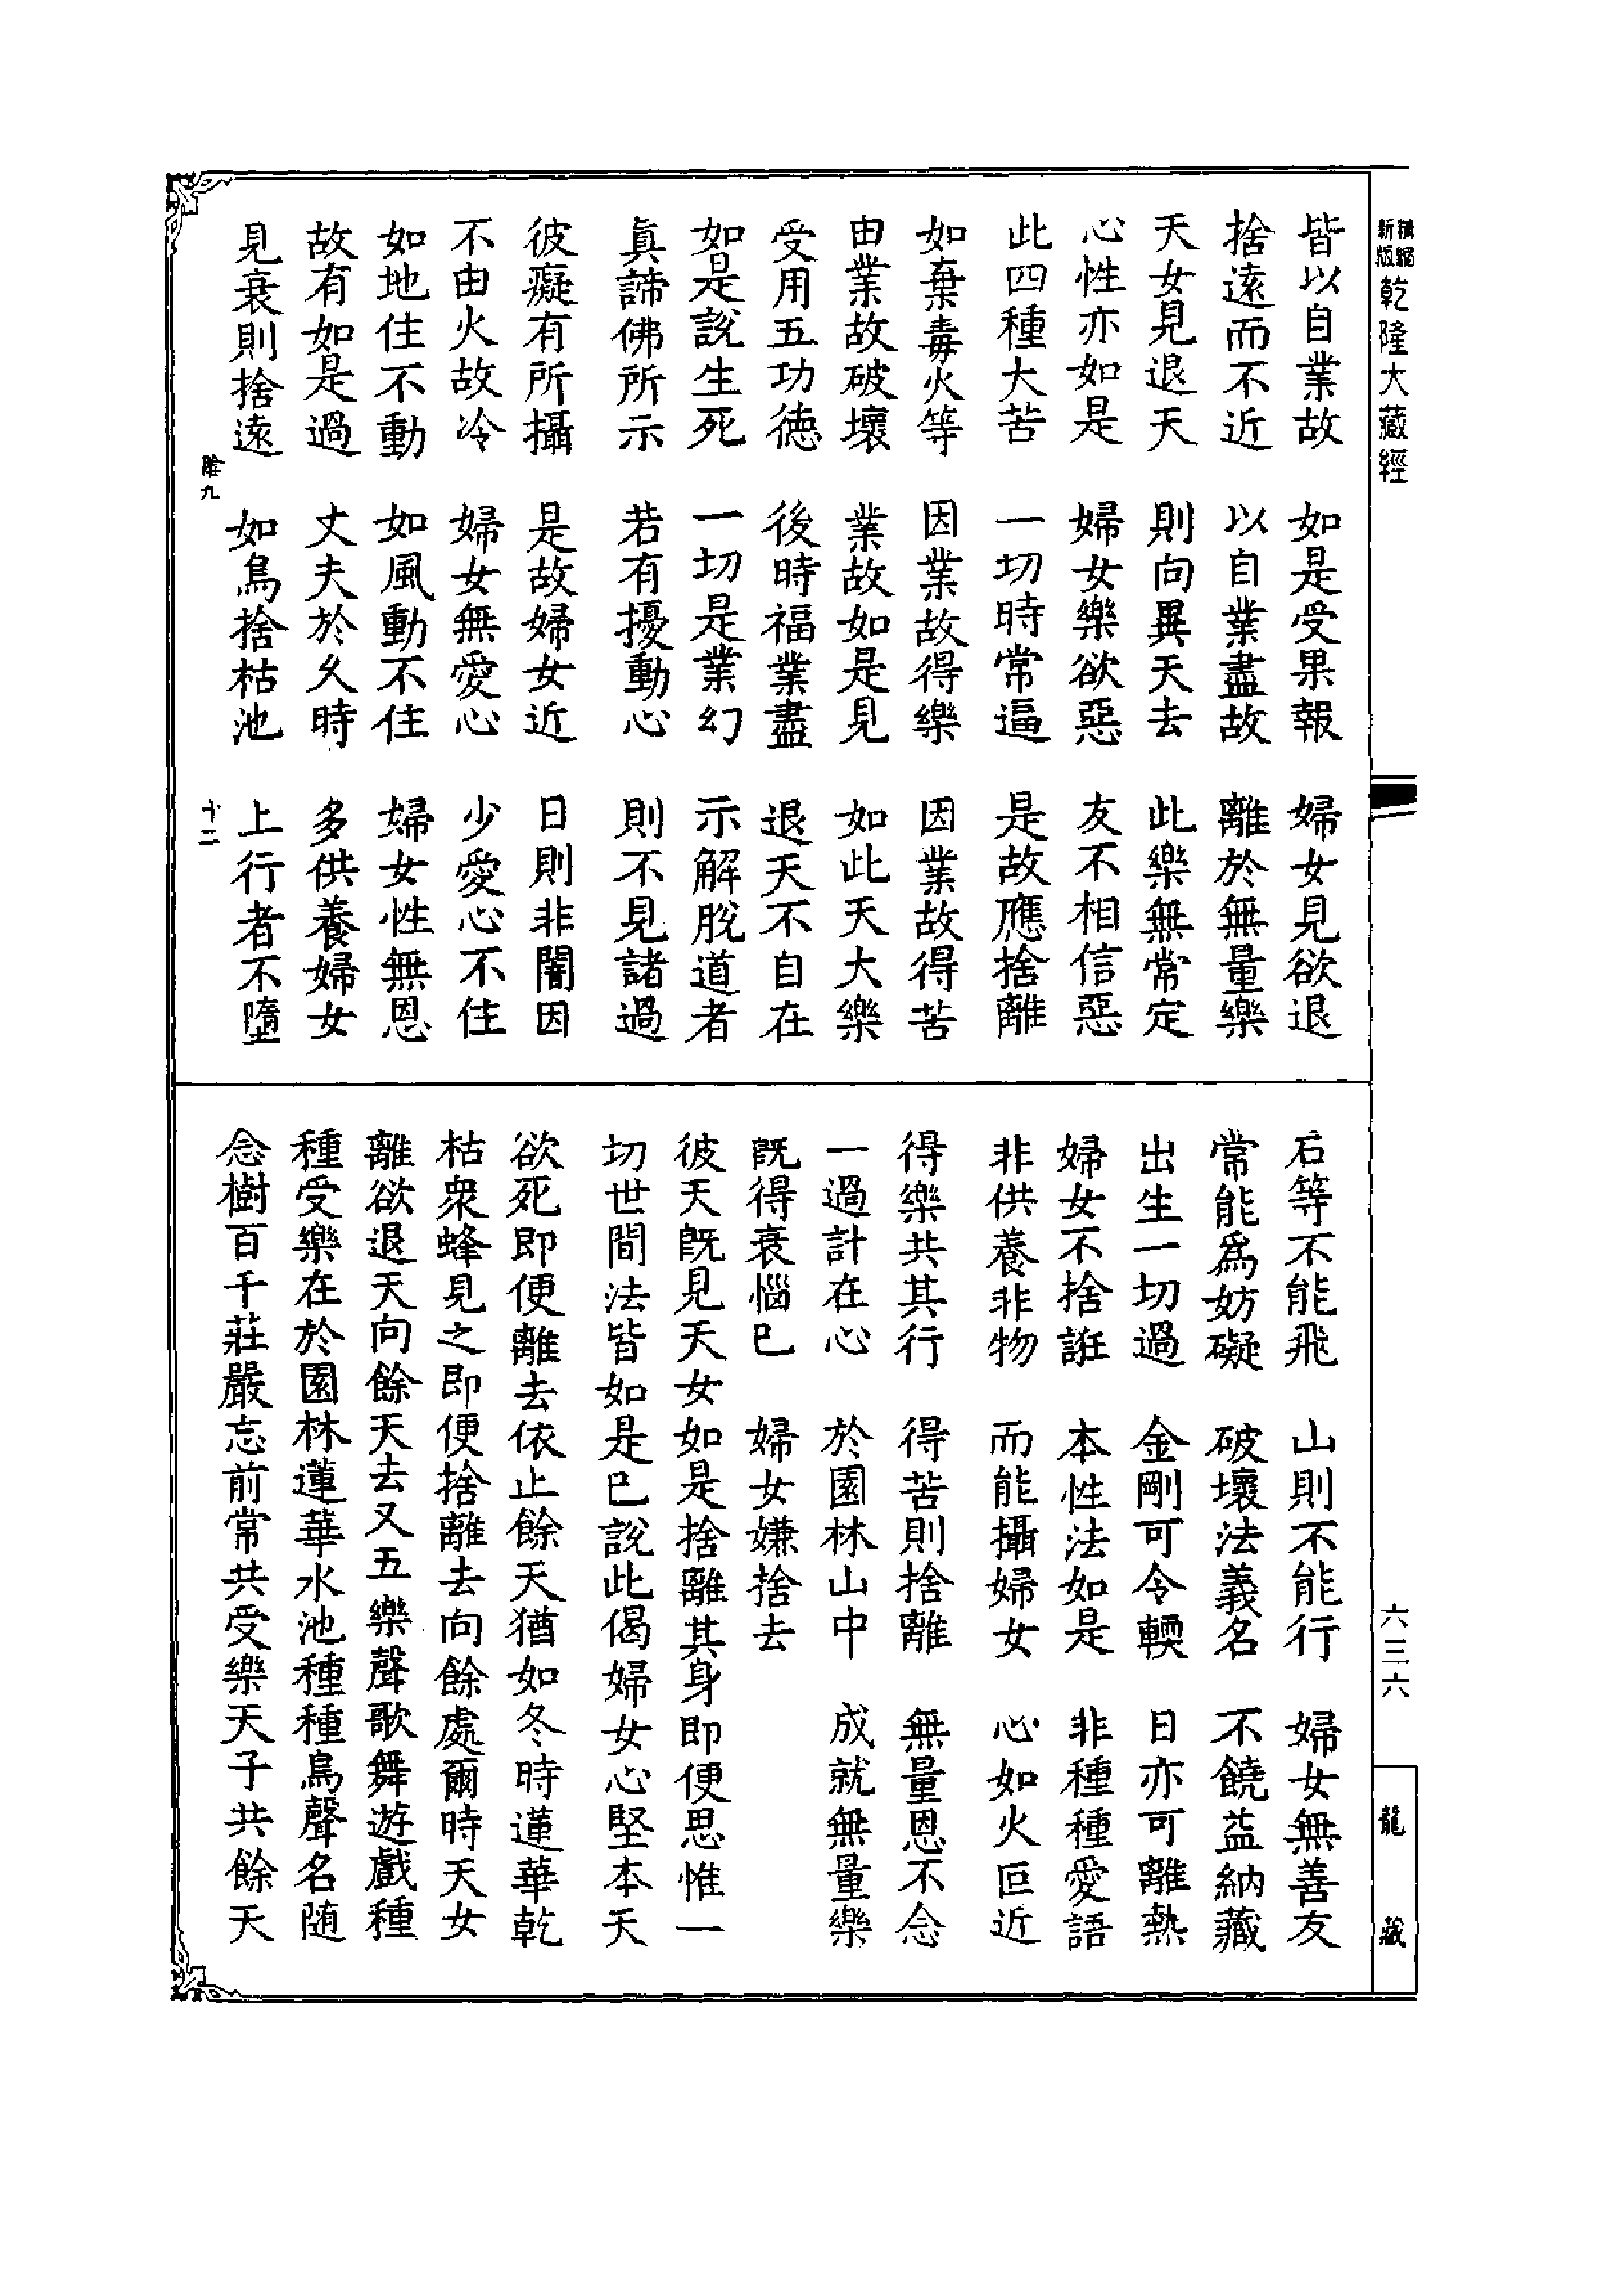 新版
縮
乾隆大藏經
皆以自業故　如是受果報　婦女見欲退
捨遠而不近　以自業盡故　離於無量樂
天女見退天　則向異天去　此樂無常定
心性亦如是　婦女樂欲惡　友不相信惡
此四種大苦　一切時常逼　是故應捨離
如棄毒火等　因業故得樂　因業故得苦
由業故破壞　業故如是見　如此天大樂
受用五功德　後時福業盡　退天不自在
如是說生死　一切是業幻　示解脫道者
真諦佛所示　若有擾動心　則不見諸過
彼癡有所攝　是故婦女近　日則非闇因
不由火故冷　婦女無愛心　少愛心不住
如地住不動　如風動不住　婦女性無恩
故有如是過　丈夫於久時　多供養婦女
見衰則捨遠　如鳥捨枯池　上行者不墮
陰九
十二
石等不能飛　山則不能行　婦女無善友
常能爲妨礙　破壞法義名　不饒益納藏
出生一切過　金剛可令輭　日亦可離熱
婦女不捨誑　本性法如是　非種種愛語
非供養非物　而能攝婦女　心如火叵近
得樂共其行　得苦則捨離　無量恩不念
一過計在心　於園林山中　成就無量樂
既得衰惱已　婦女嫌捨去
彼天既見天女如是捨離其身即便思惟一
切世間法皆如是已說此偈婦女心堅本天
欲死即便離去依止餘天猶如冬時蓮華乾
枯衆蜂見之即便捨離去向餘處爾時天女
離欲退天向餘天去又五樂聲歌舞遊戲種
種受樂在於園林蓮華水池種種鳥聲名随
念樹百千莊嚴忘前常共受樂天子共餘天
六三六
龍藏